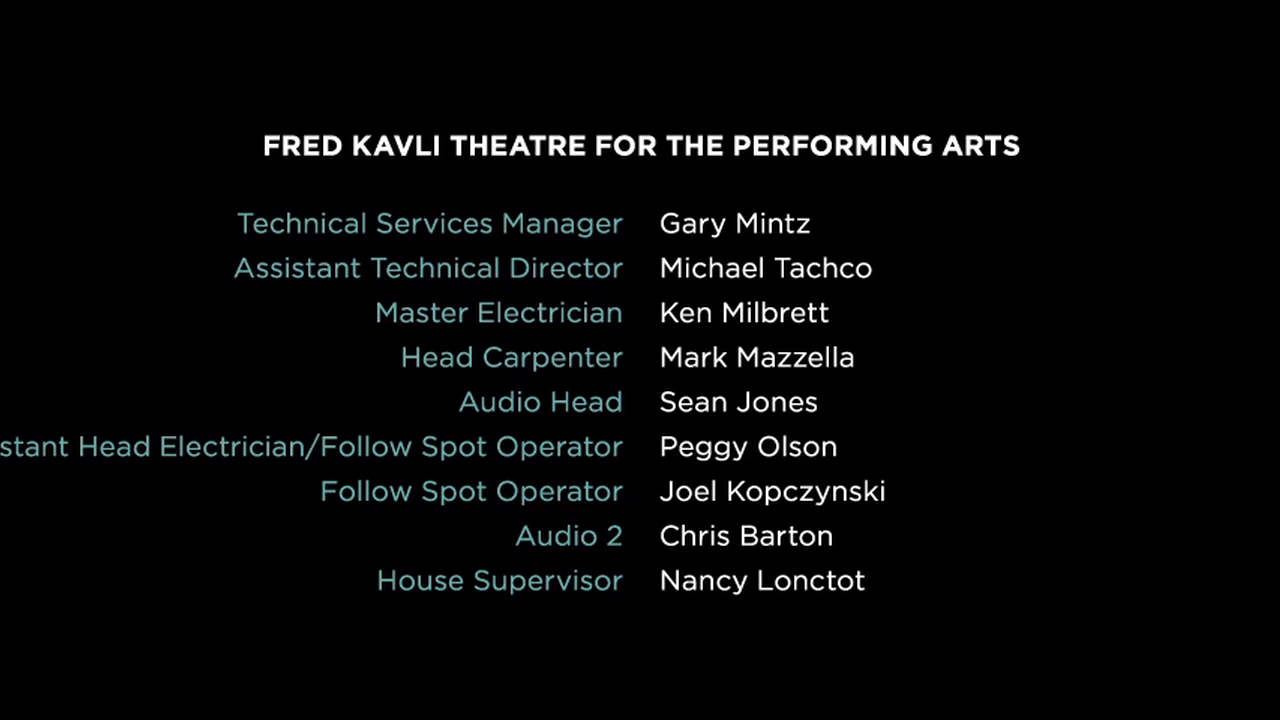 FRED KAVLI THEATRE FOR THE PERFORMING ARTS
Technical Services Manager Gary Mintz
Assistant Technical Director Michael Tachco
Master Electrician Ken Milbrett
Head Carpenter Mark Mazzella
Audio Head Sean Jones
stant Head Electrician/Follow Spot Operator Peggy Olson
Follow Spot Operator Joel Kopczynski
Audio 2 Chris Barton
House Supervisor Nancy Lonctot